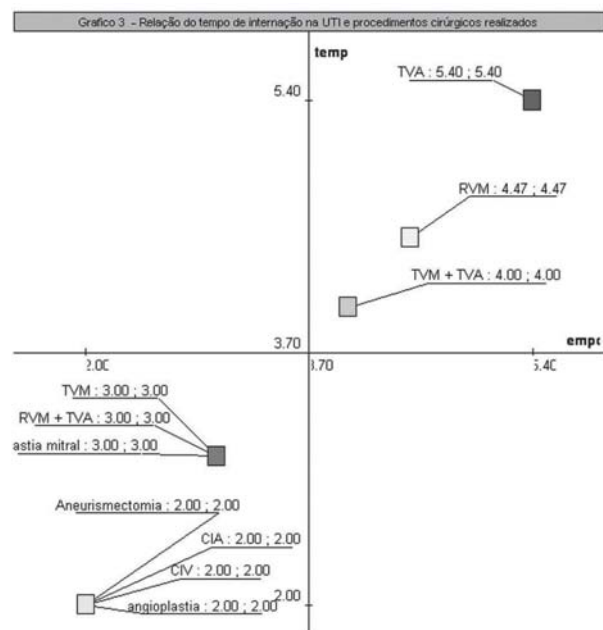 Grafico 3 - Relação do tempo de internação na UTI e procedimentos cirúrgicos realizados
temp
TVA : 5.40 ; 5.40
5.40
RVM : 4.47 ; 4.47
TVM + TVA : 4.00 ; 4.00
3.70
empo
2.00
3.70
5.40
TVM : 3.00 ; 3.00
RVM + TVA : 3.00 ; 3.00
astia mitral : 3.00 ; 3.00
Aneurismectomia : 2.00 ; 2.00
CIA : 2.00 ; 2.00
CIV : 2.00 ; 2.00
2.00
angioplastia : 2.00 ; 2.00